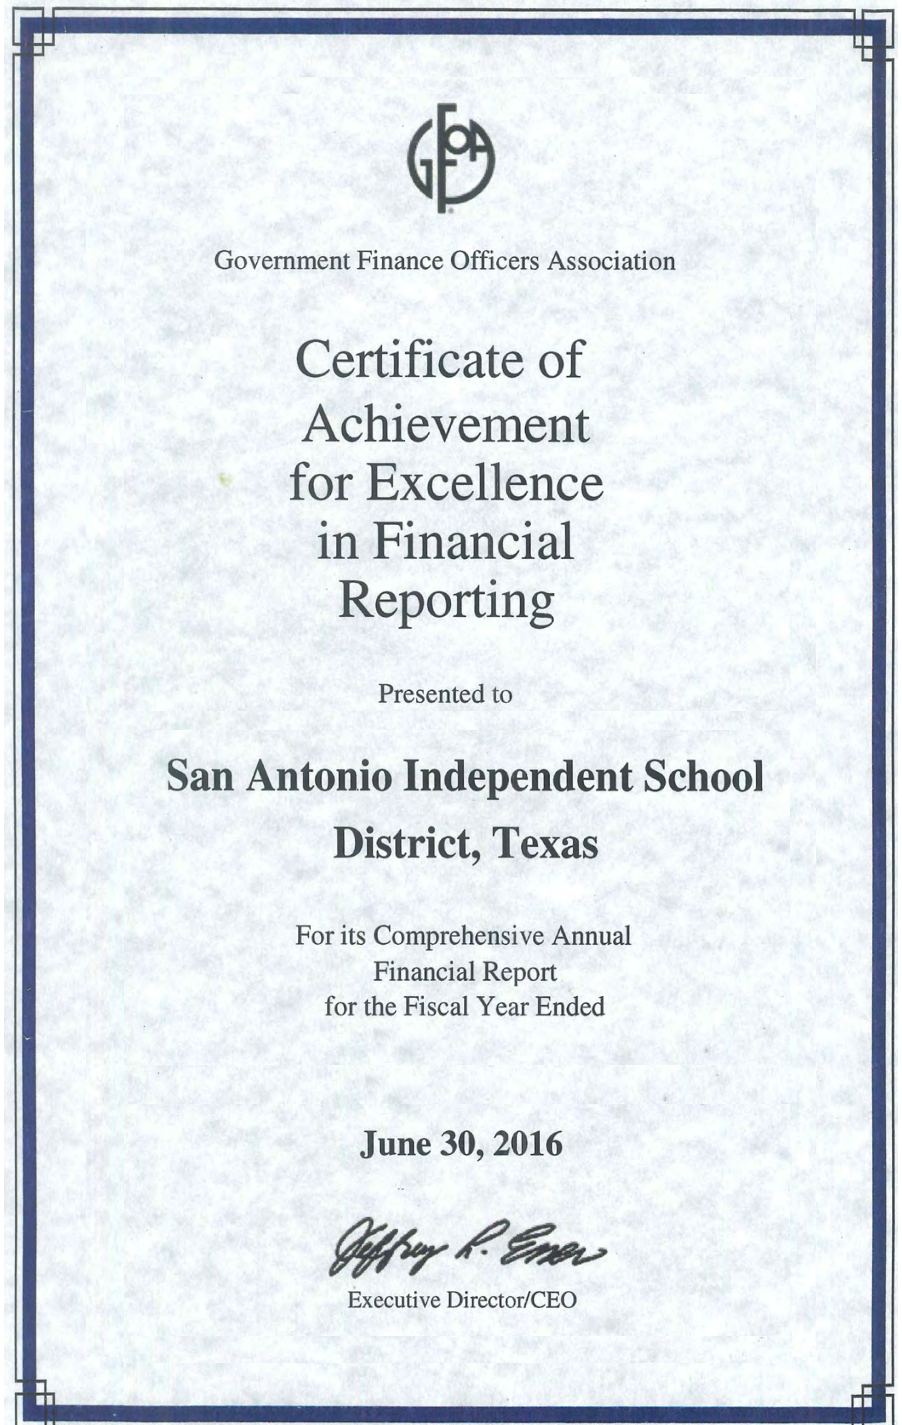 GFOA
Government Finance Officers Association
Certificate of
Achievement
for Excellence
in Financial
Reporting
Presented to
San Antonio Independent School
District, Texas
For its Comprehensive Annual
Financial Report
for the Fiscal Year Ended
June 30, 2016
Jeffrey R. Ener
Executive Director/CEO